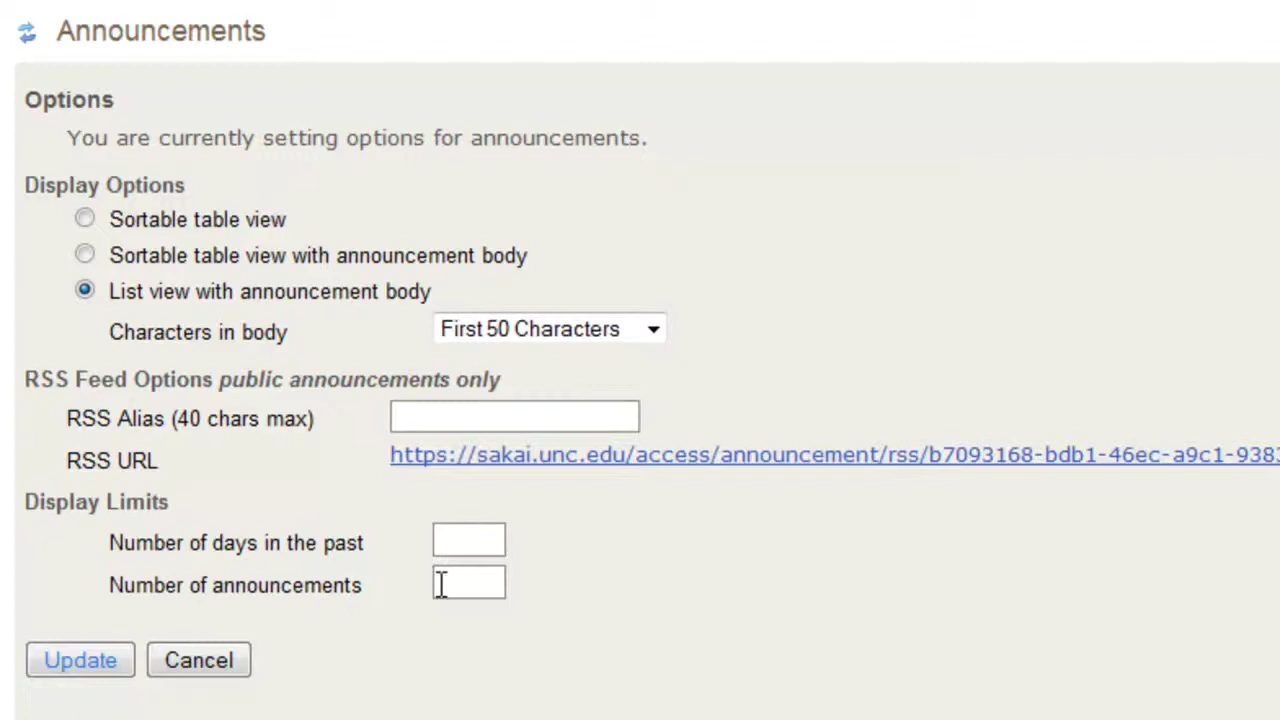 Announcements
Options
You are currently setting options for announcements.
Display Options
Sortable table view
Sortable table view with announcement body
List view with announcement body
Characters in body First 50 Characters
RSS Feed Options public announcements only
RSS Alias (40 chars max)
RSS URL https://sakai.unc.edu/access/announcement/rss/b7093168-bdb1-46ec-a9c1-9383
Display Limits
Number of days in the past
Number of announcements
Update Cancel